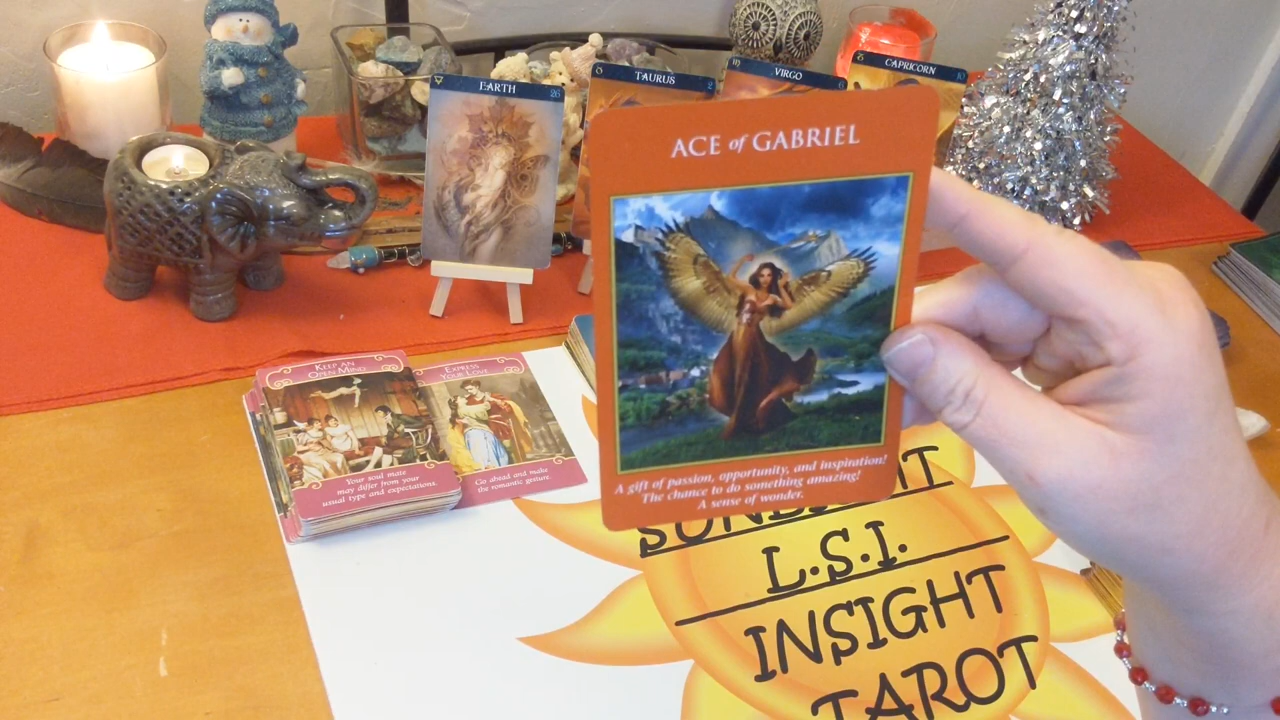 EARTH
26
TAURUS
2
VIRGO
CAPRICORN
10
ACE of GABRIEL
A gift of passion, opportunity, and inspiration!
The chance to do something amazing!
A sense of wonder.
KEEP AN
OPEN MIND
Your soul mate
may differ from your
usual type and expectations.
EXPRESS
YOUR LOVE
Go ahead and make
the romantic gesture.
L.S.I.
INSIGHT
TAROT